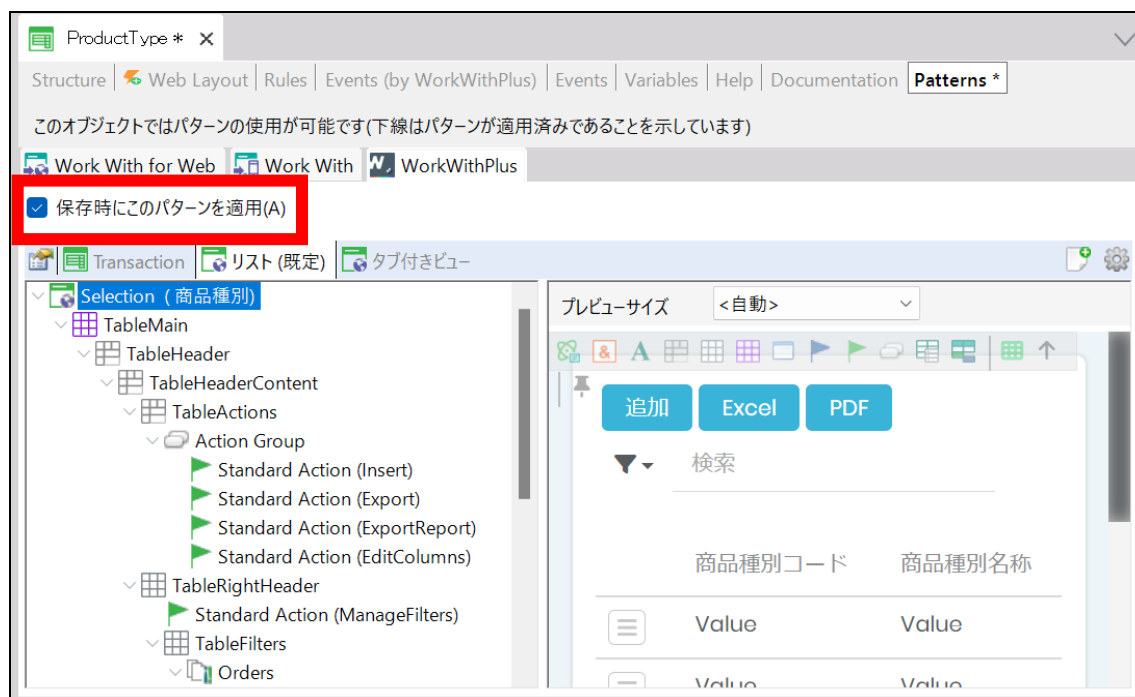 ProductType *
Structure Web Layout Rules Events (by WorkWithPlus) Events Variables Help Documentation Patterns *
このオブジェクトではパターンの使用が可能です(下線はパターンが適用済みであることを示しています)
Work With for Web Work With WorkWithPlus
保存時にこのパターンを適用(A)
Transaction リスト (既定) タブ付きビュー
Selection ( 商品種別)
TableMain
TableHeader
TableHeaderContent
TableActions
Action Group
Standard Action (Insert)
Standard Action (Export)
Standard Action (ExportReport)
Standard Action (EditColumns)
TableRightHeader
Standard Action (ManageFilters)
TableFilters
Orders
プレビューサイズ <自動>
& A
追加 Excel PDF
検索
商品種別コード 商品種別名称
Value Value
Value Value